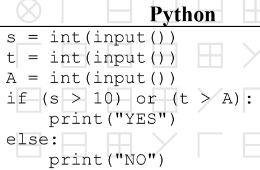 Python
s = int(input())
t = int(input())
A = int(input())
if (s > 10) or (t > A):
    print("YES")
else:
    print("NO")